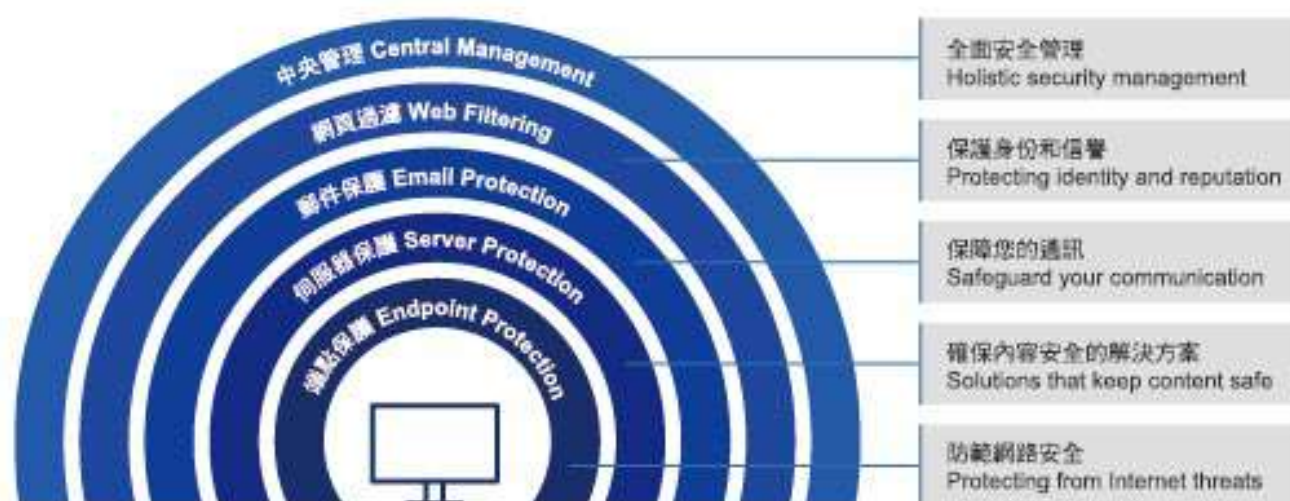 中央管理 Central Management
網頁過濾 Web Filtering
郵件保護 Email Protection
伺服器保護 Server Protection
端點保護 Endpoint Protection
全面安全管理
Holistic security management
保護身份和信譽
Protecting identity and reputation
保障您的通訊
Safeguard your communication
確保內容安全的解決方案
Solutions that keep content safe
防範網路安全
Protecting from Internet threats